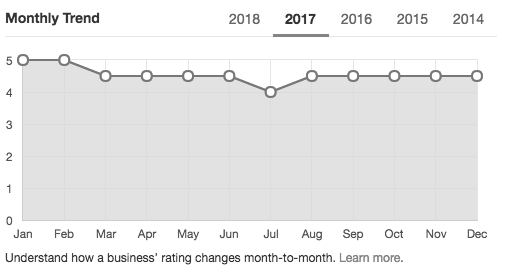 Monthly Trend 2018 2017 2016 2015 2014
5
4
3
2
1
0
Jan Feb Mar Apr May Jun Jul Aug Sep Oct Nov Dec
Understand how a business' rating changes month-to-month. Learn more.